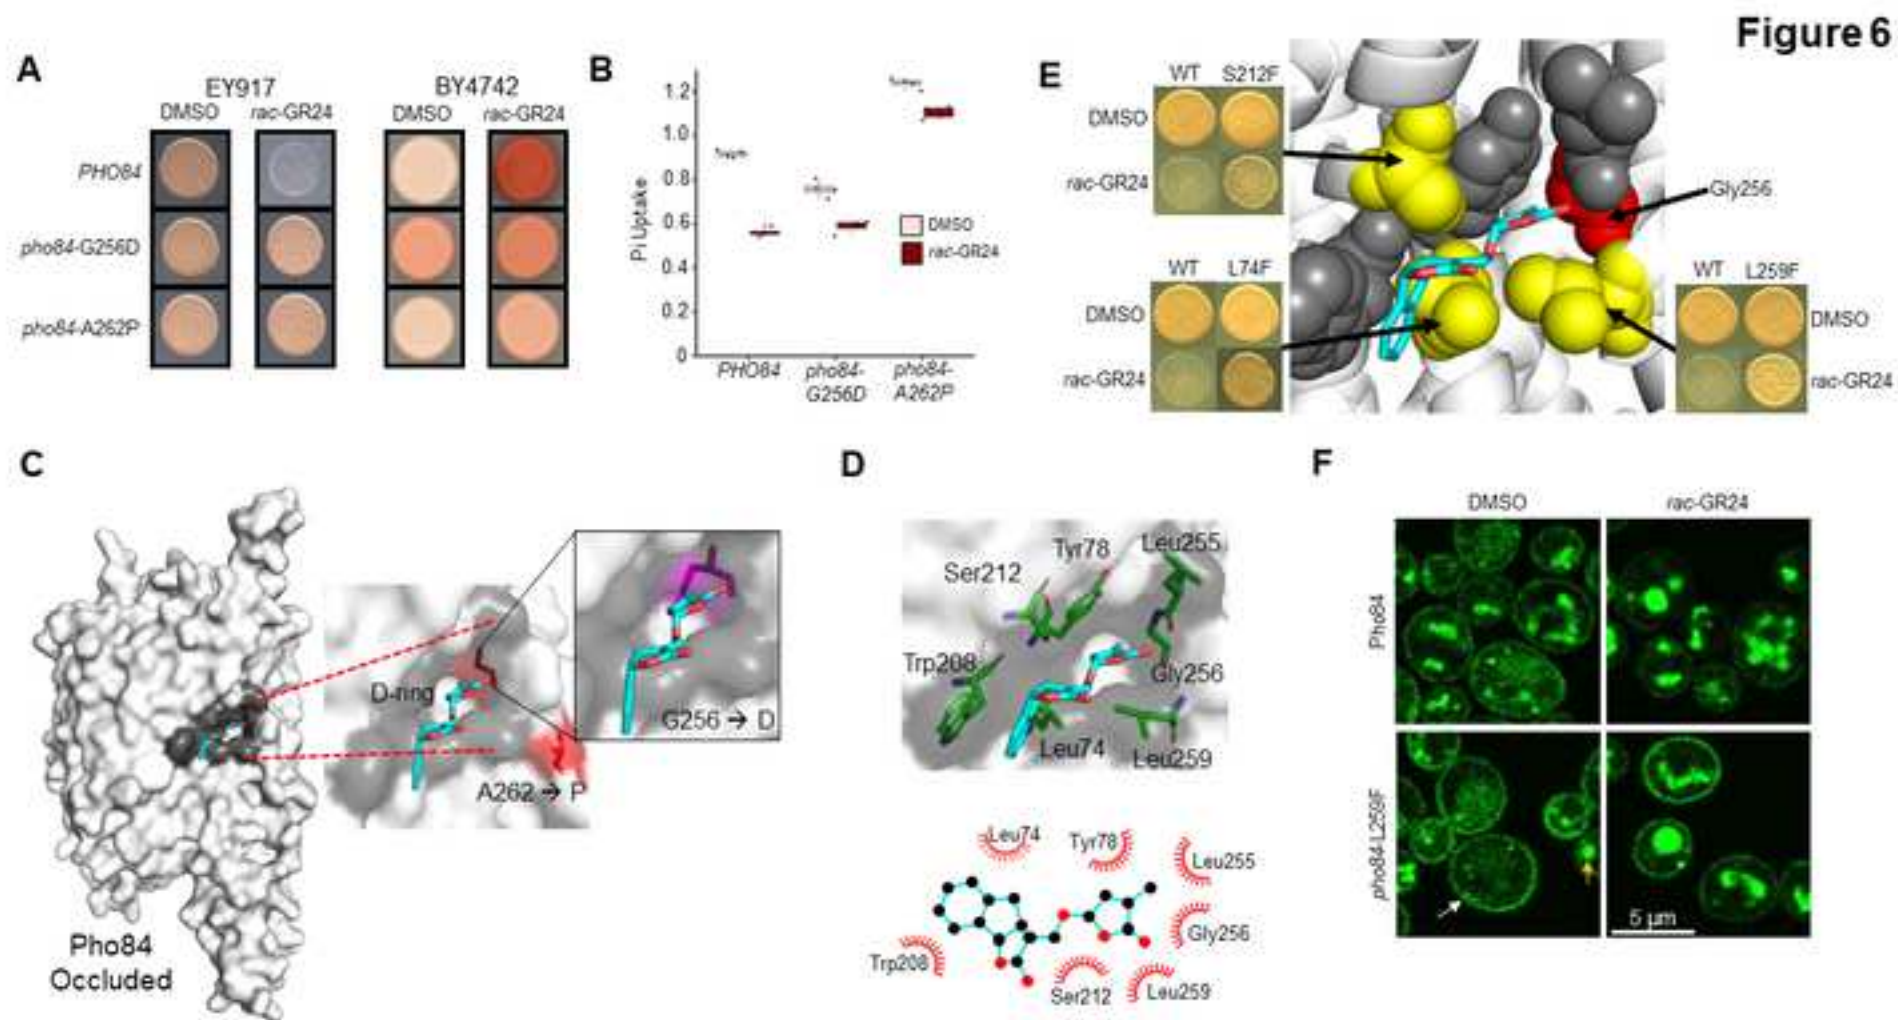 Figure 6
A
EY917
BY4742
DMSO
rac-GR24
DMSO
rac-GR24
PHO84
pho84-G256D
pho84-A262P
B
Pi Uptake
1.2
1.0
0.8
0.6
0.4
0.2
0
DMSO
rac-GR24
PHO84
pho84-
G256D
pho84-
A262P
E
WT
S212F
DMSO
rac-GR24
WT
L74F
DMSO
rac-GR24
Gly256
WT
L259F
DMSO
rac-GR24
C
Pho84
Occluded
D-ring
A262 → P
G256 → D
D
Ser212
Tyr78
Leu255
Trp208
Gly256
Leu74
Leu259
Leu74
Tyr78
Leu255
Gly256
Trp208
Ser212
Leu259
F
DMSO
rac-GR24
Pho84
pho84-L259F
5 µm